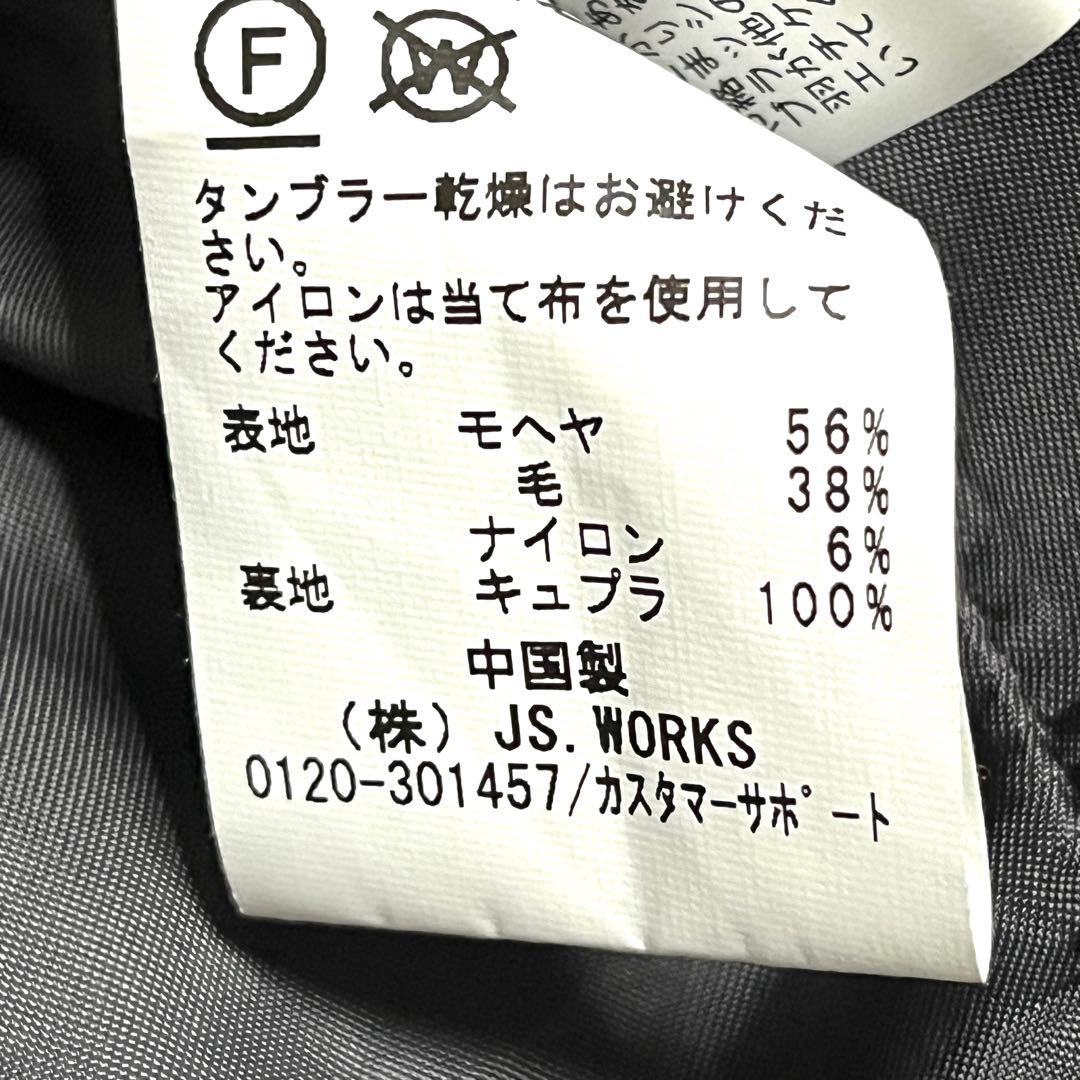 F
W
タンブラー乾燥はお避けくだ
さい。
アイロンは当て布を使用して
ください。
表地 モヘヤ 56%
毛 38%
ナイロン 6%
裏地 キュプラ 100%
中国製
(株) JS.WORKS
0120-301457/カスタマーサポート